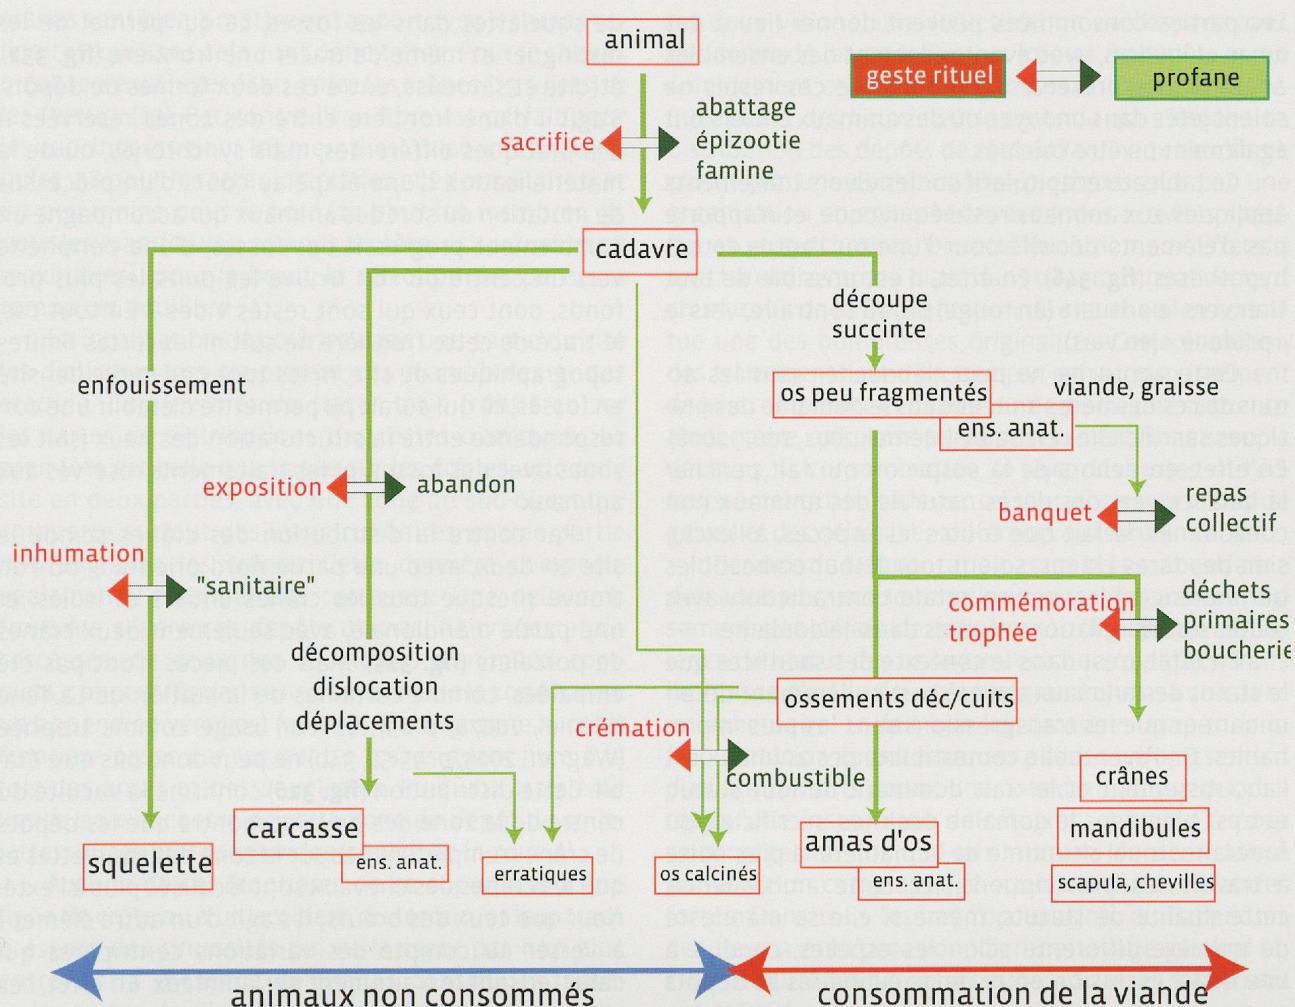 animal
geste rituel
profane
sacrifice
abattage
épizootie
famine
cadavre
découpe
succinte
enfouissement
os peu fragmentés
viande, graisse
ens. anat.
exposition
abandon
banquet
repas
collectif
inhumation
"sanitaire"
commémoration
trophée
déchets
primaires
boucherie
décomposition
dislocation
déplacements
ossements déc/cuits
crémation
combustible
crânes
mandibules
scapula, chevilles
carcasse
ens. anat.
squelette
erratiques
os calcinés
amas d'os
ens. anat.
animaux non consommés
consommation de la viande